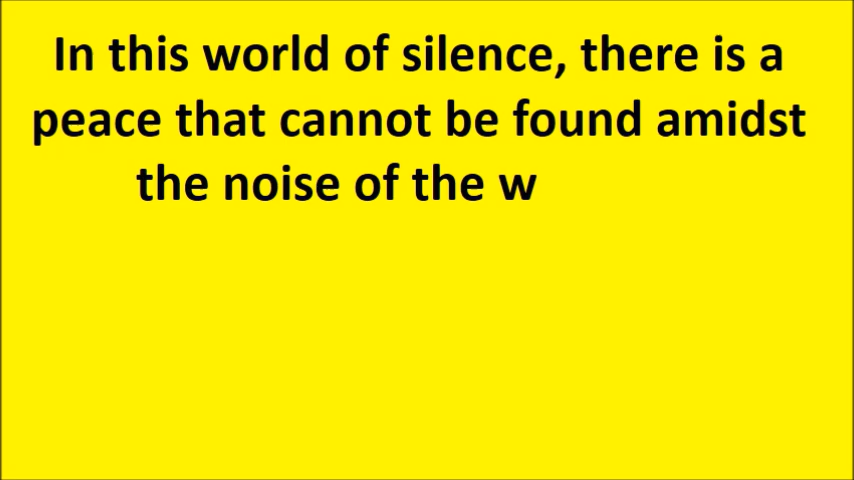 In this world of silence, there is a
peace that cannot be found amidst
the noise of the w